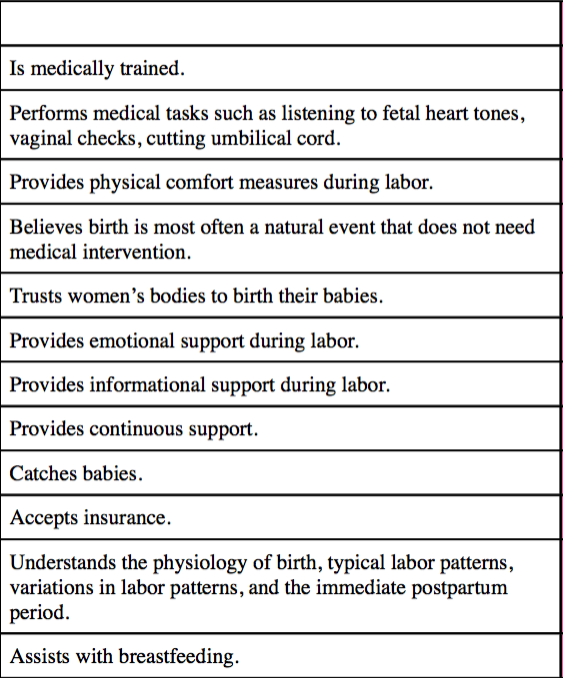 Is medically trained.
Performs medical tasks such as listening to fetal heart tones,
vaginal checks, cutting umbilical cord.
Provides physical comfort measures during labor.
Believes birth is most often a natural event that does not need
medical intervention.
Trusts women’s bodies to birth their babies.
Provides emotional support during labor.
Provides informational support during labor.
Provides continuous support.
Catches babies.
Accepts insurance.
Understands the physiology of birth, typical labor patterns,
variations in labor patterns, and the immediate postpartum
period.
Assists with breastfeeding.